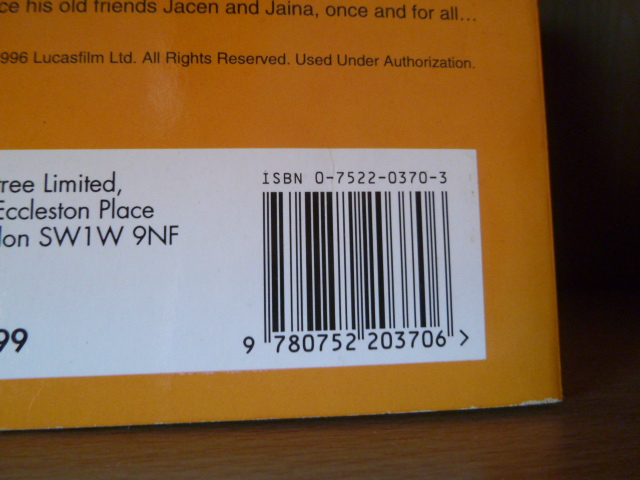 ce his old friends Jacen and Jaina, once and for all...
996 Lucasfilm Ltd. All Rights Reserved. Used Under Authorization.
ree Limited,
Eccleston Place
don SW1W 9NF
99
ISBN 0-7522-0370-3
9 780752 203706 >